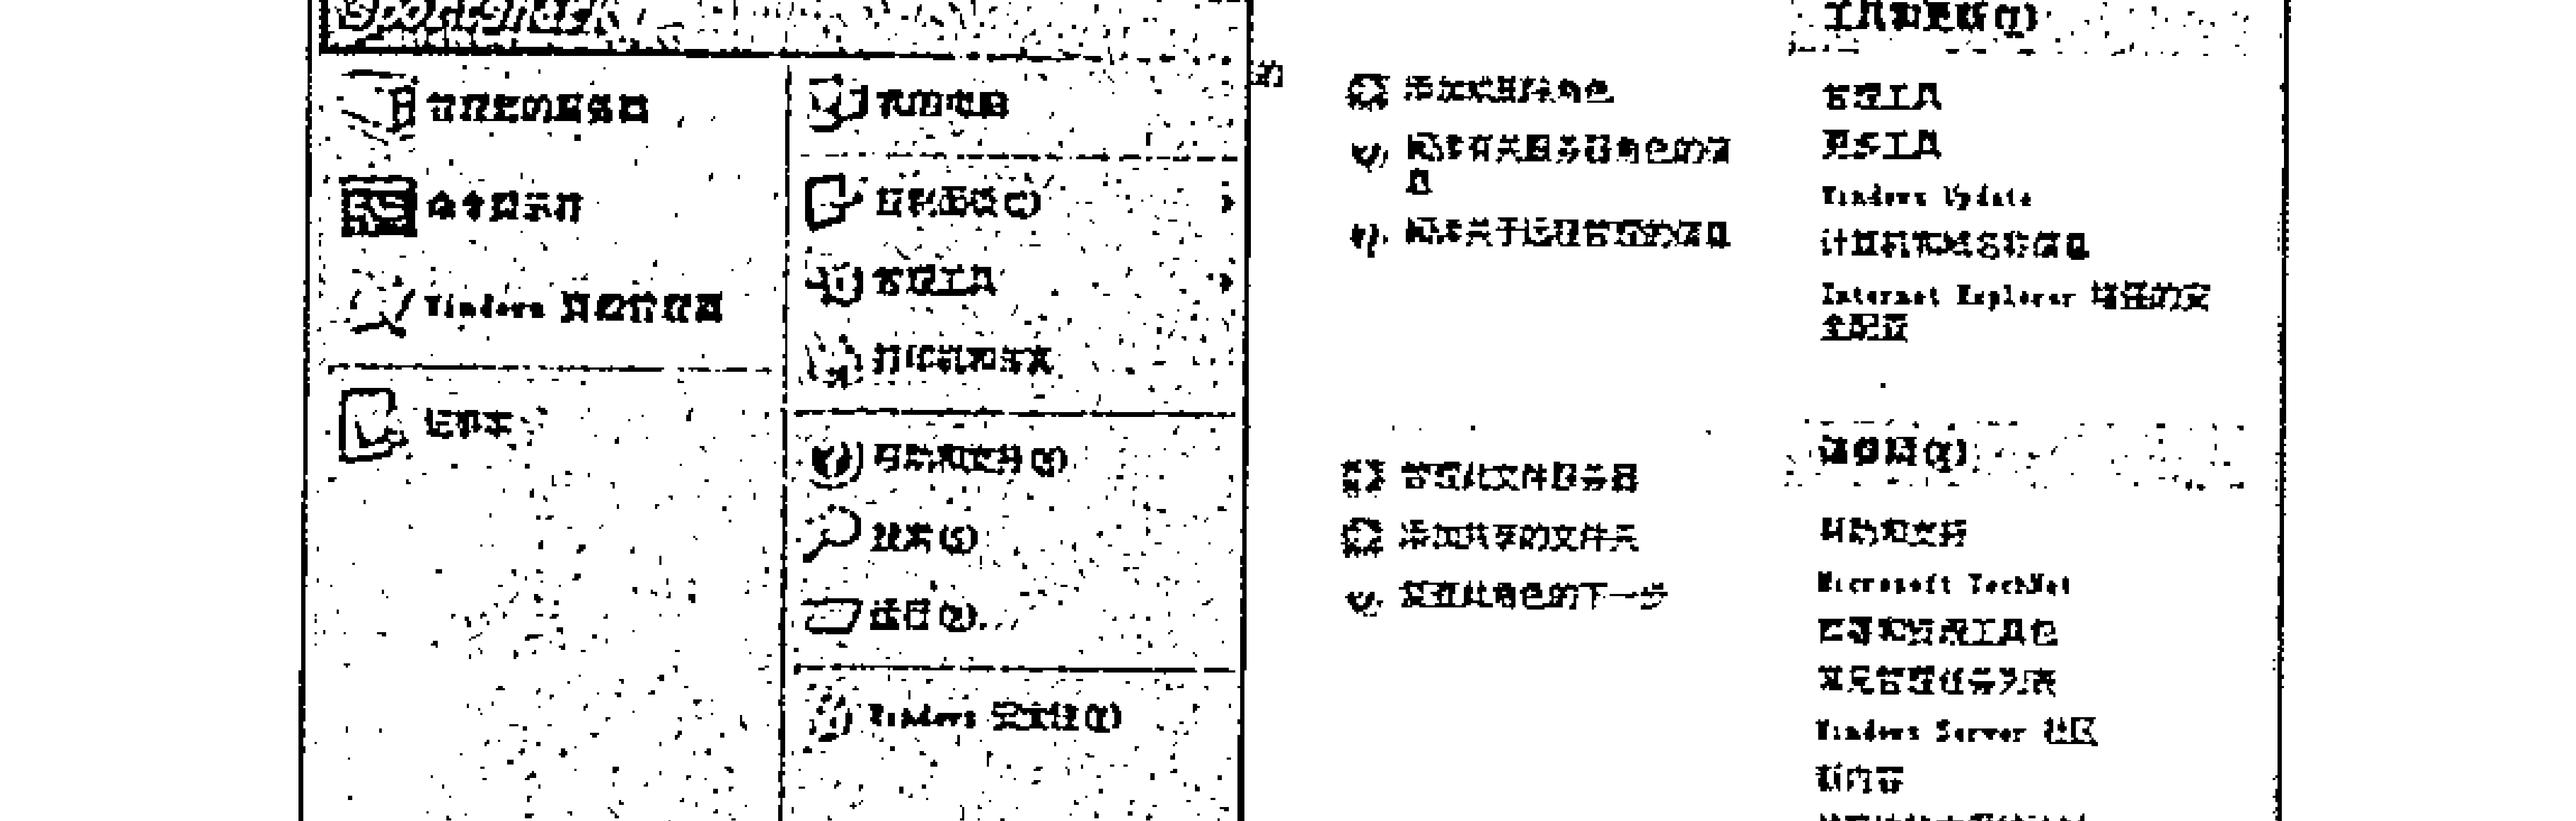 Sportshark
管理您的服务器
命令提示符
Windows 资源管理器
记事本
我的电脑
控制面板(C)
管理工具
打印机和传真
帮助和支持(H)
搜索(S)
运行(R)...
Windows 安全性(W)
添加或删除角色
阅读有关服务器角色的信
息
阅读关于远程管理的信息
管理此文件服务器
添加共享的文件夹
复查此角色的下一步
工具和更新(T)
管理工具
更多工具
Windows Update
计算机和域名称信息
Internet Explorer 增强的安
全配置
请参阅(Y)
帮助和支持
Microsoft TechNet
部署和资源工具包
常见管理任务列表
Windows Server 社区
新内容